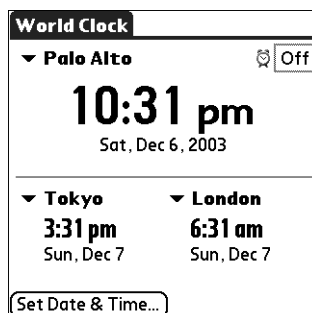 World Clock
Palo Alto
Off
10:31 pm
Sat, Dec 6, 2003
Tokyo
London
3:31 pm
6:31 am
Sun, Dec 7
Sun, Dec 7
Set Date & Time...